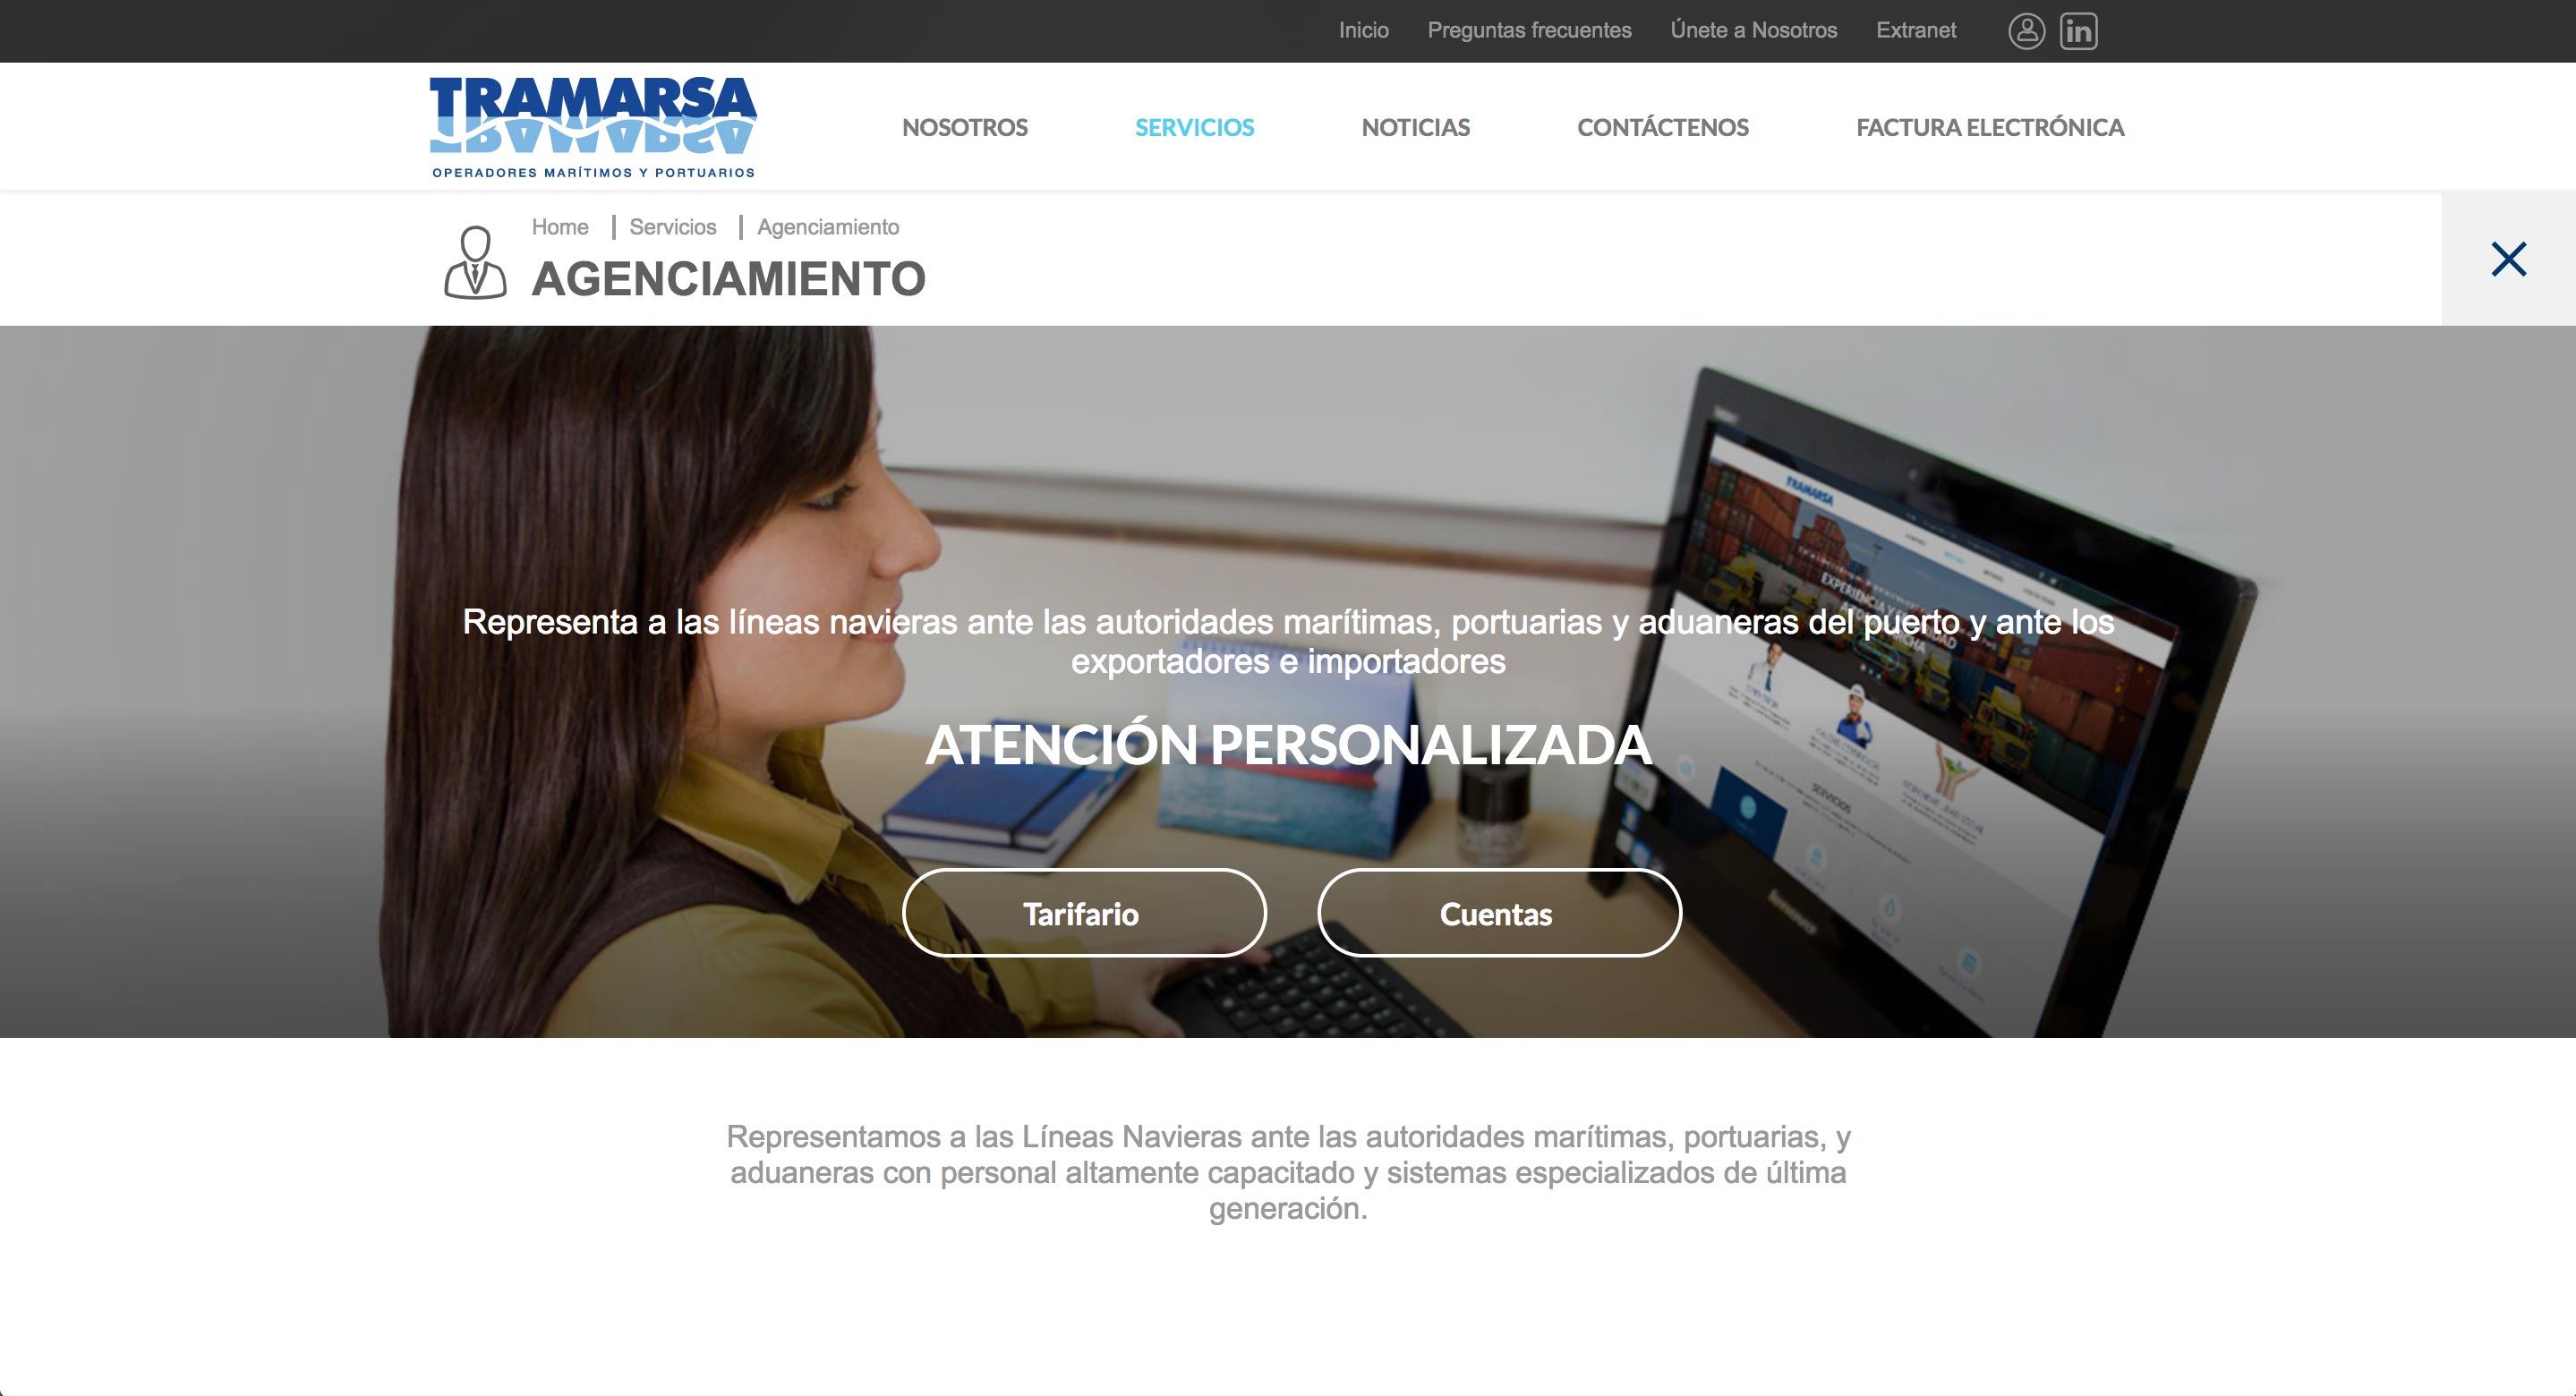 Inicio Preguntas frecuentes Únete a Nosotros Extranet in
TRAMARSA
OPERADORES MARÍTIMOS Y PORTUARIOS
NOSOTROS SERVICIOS NOTICIAS CONTÁCTENOS FACTURA ELECTRÓNICA
Home | Servicios | Agenciamiento
AGENCIAMIENTO
TRAMARSA
SERVICIOS
Representa a las líneas navieras ante las autoridades marítimas, portuarias y aduaneras del puerto y ante los
exportadores e importadores
ATENCIÓN PERSONALIZADA
Tarifario Cuentas
Representamos a las Líneas Navieras ante las autoridades marítimas, portuarias, y
aduaneras con personal altamente capacitado y sistemas especializados de última
generación.